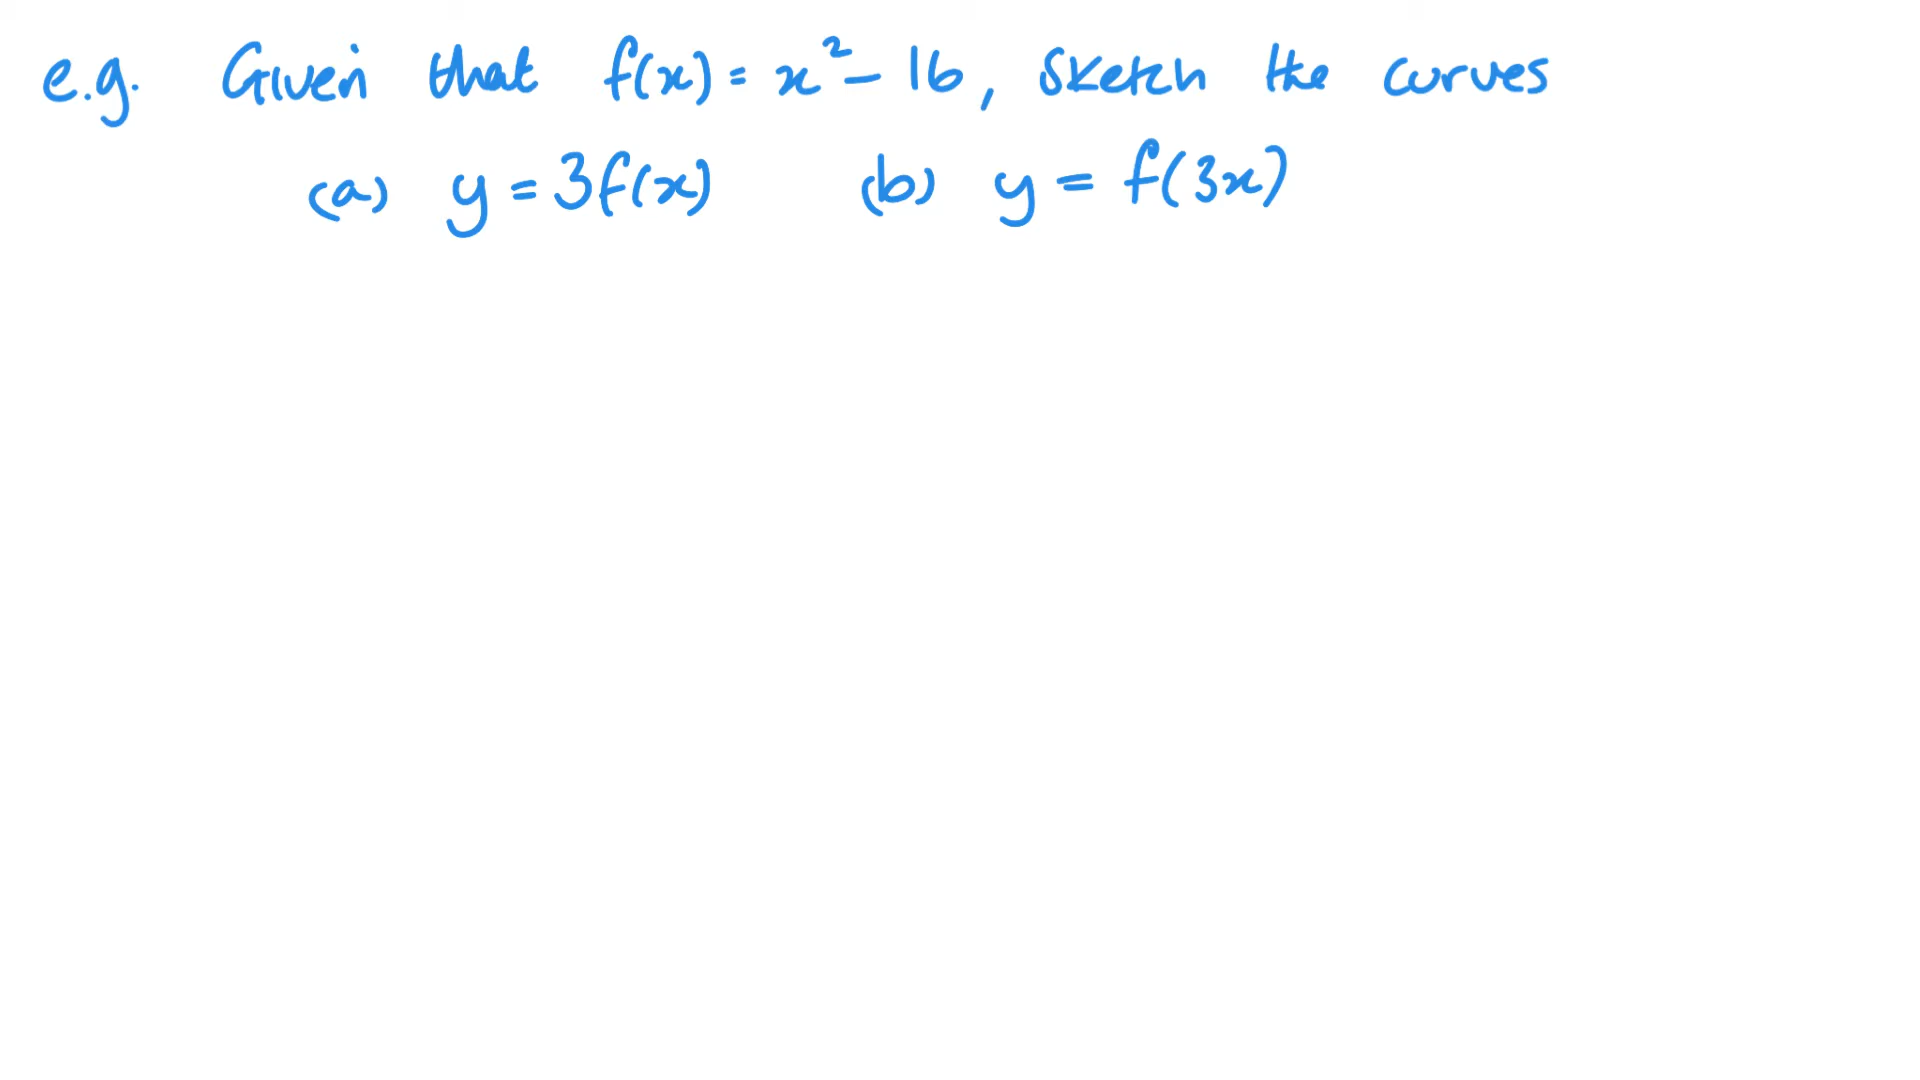 e.g. Given that f(x) = x² - 16, sketch the curves
(a) y = 3f(x) (b) y = f(3x)